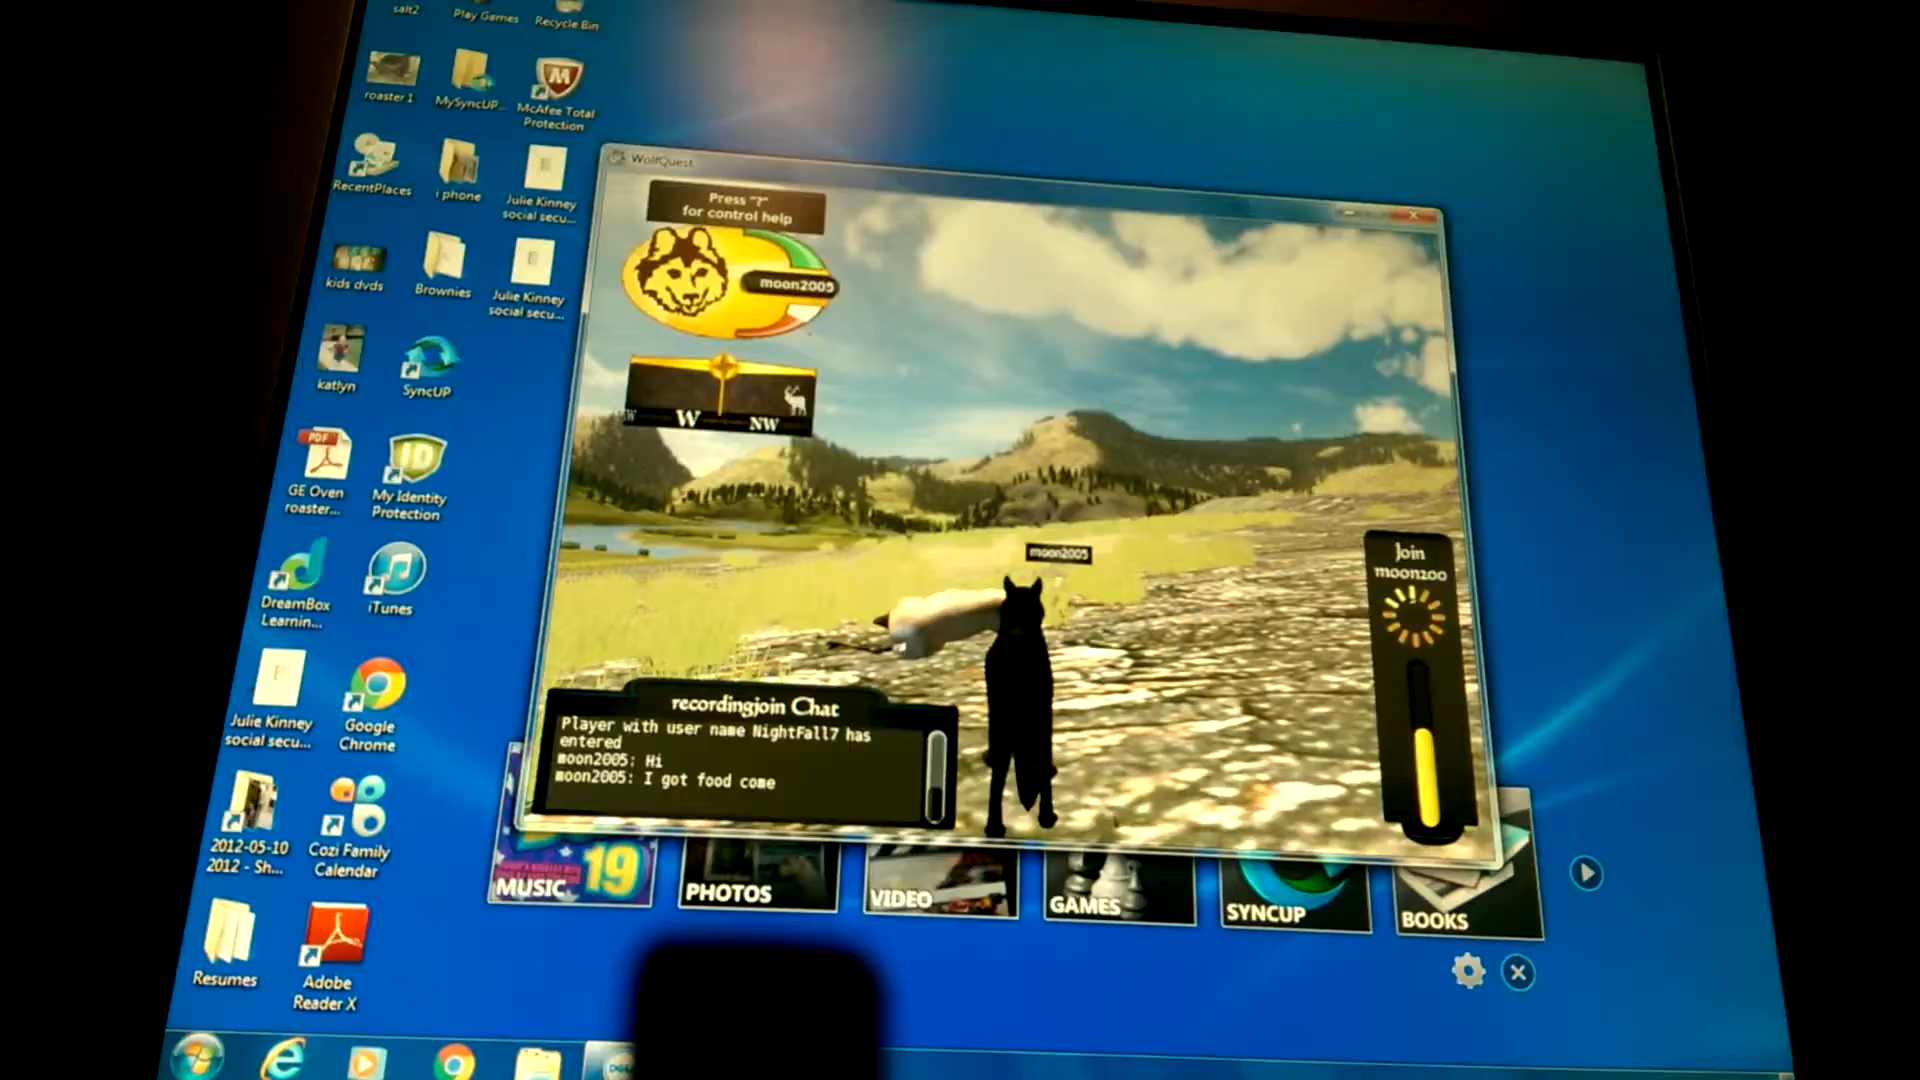 salt2
Play Games
Recycle Bin
roaster 1
MySyncUP...
McAfee Total
Protection
RecentPlaces
i phone
Julie Kinney
social secu...
kids dvds
Brownies
Julie Kinney
social secu...
katlyn
SyncUP
PDF
GE Oven
roaster...
ID
My Identity
Protection
DreamBox
Learnin...
iTunes
Julie Kinney
social secu...
Google
Chrome
2012-05-10
2012 - Sh...
Cozi Family
Calendar
Resumes
Adobe
Reader X
WolfQuest
Press "?"
for control help
moon2005
W
NW
moon2005
Join
moon200
recordingjoin Chat
Player with user name NightFall7 has
entered
moon2005: Hi
moon2005: I got food come
19
MUSIC
PHOTOS
VIDEO
GAMES
SYNCUP
BOOKS